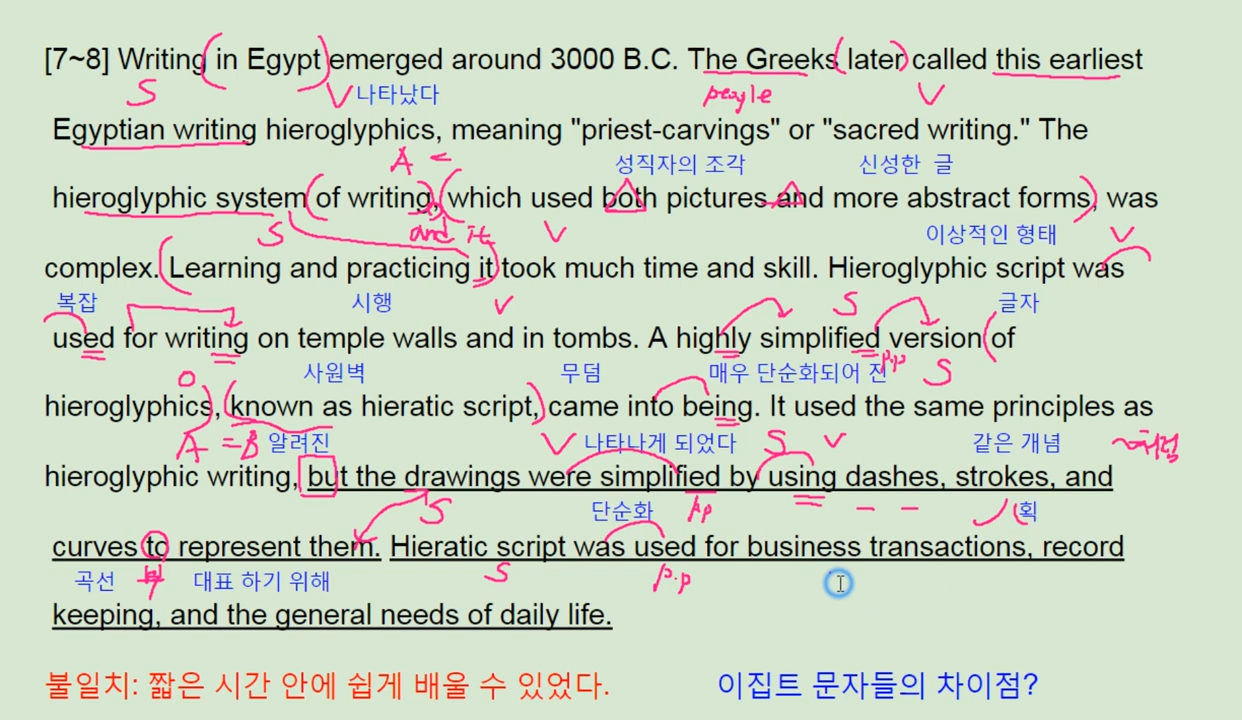 [7~8] Writing in Egypt emerged around 3000 B.C. The Greeks later called this earliest
S V 나타났다 people V
Egyptian writing hieroglyphics, meaning "priest-carvings" or "sacred writing." The
A = 성직자의 조각 신성한 글
hieroglyphic system of writing, which used both pictures and more abstract forms, was
S and it V 이상적인 형태 V
complex. Learning and practicing it took much time and skill. Hieroglyphic script was
복잡 시행 V S 글자
used for writing on temple walls and in tombs. A highly simplified version of
O 사원벽 무덤 매우 단순화되어 진 p.p S
hieroglyphics, known as hieratic script, came into being. It used the same principles as
A = B 알려진 V 나타나게 되었다 S V 같은 개념 ~처럼
hieroglyphic writing, but the drawings were simplified by using dashes, strokes, and
S 단순화 p.p 획
curves to represent them. Hieratic script was used for business transactions, record
곡선 부 대표 하기 위해 S p.p
keeping, and the general needs of daily life.
불일치: 짧은 시간 안에 쉽게 배울 수 있었다. 이집트 문자들의 차이점?